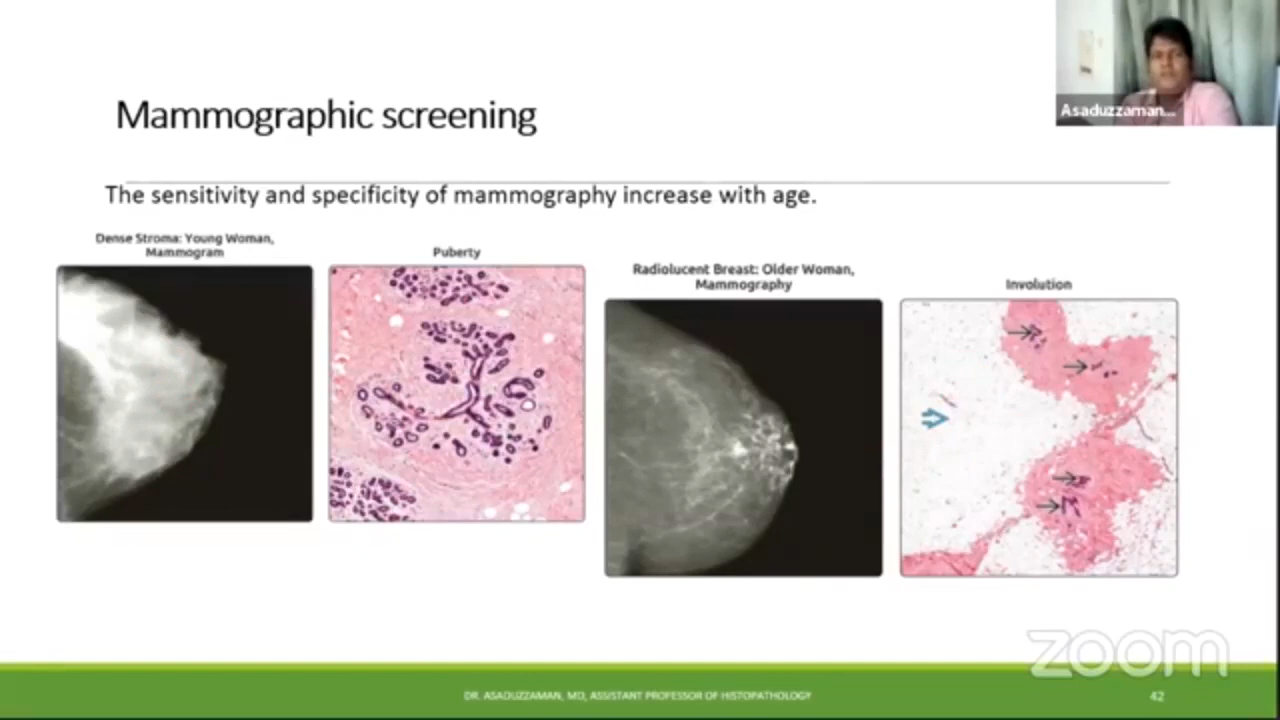 Asaduzzaman...
Mammographic screening
The sensitivity and specificity of mammography increase with age.
Dense Stroma: Young Woman,
Mammogram
Puberty
Radiolucent Breast: Older Woman,
Mammography
Involution
zoom
DR. ASADUZZAMAN, MD, ASSISTANT PROFESSOR OF HISTOPATHOLOGY
42